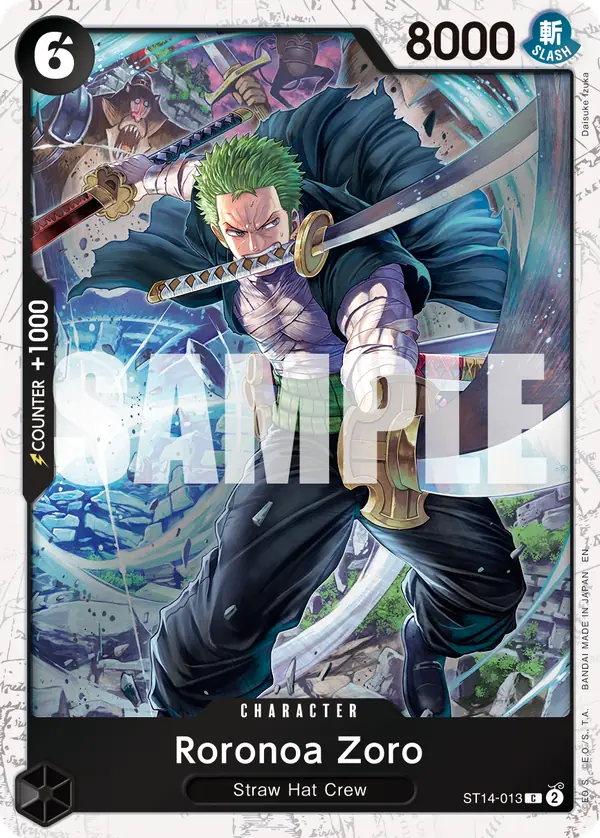 6
8000
斬
SLASH
Daisuke Izuka
COUNTER +1000
SAMPLE
CHARACTER
Roronoa Zoro
Straw Hat Crew
ST14-013 C 2
BANDAI MADE IN JAPAN EN
©E.O./S., T.A.